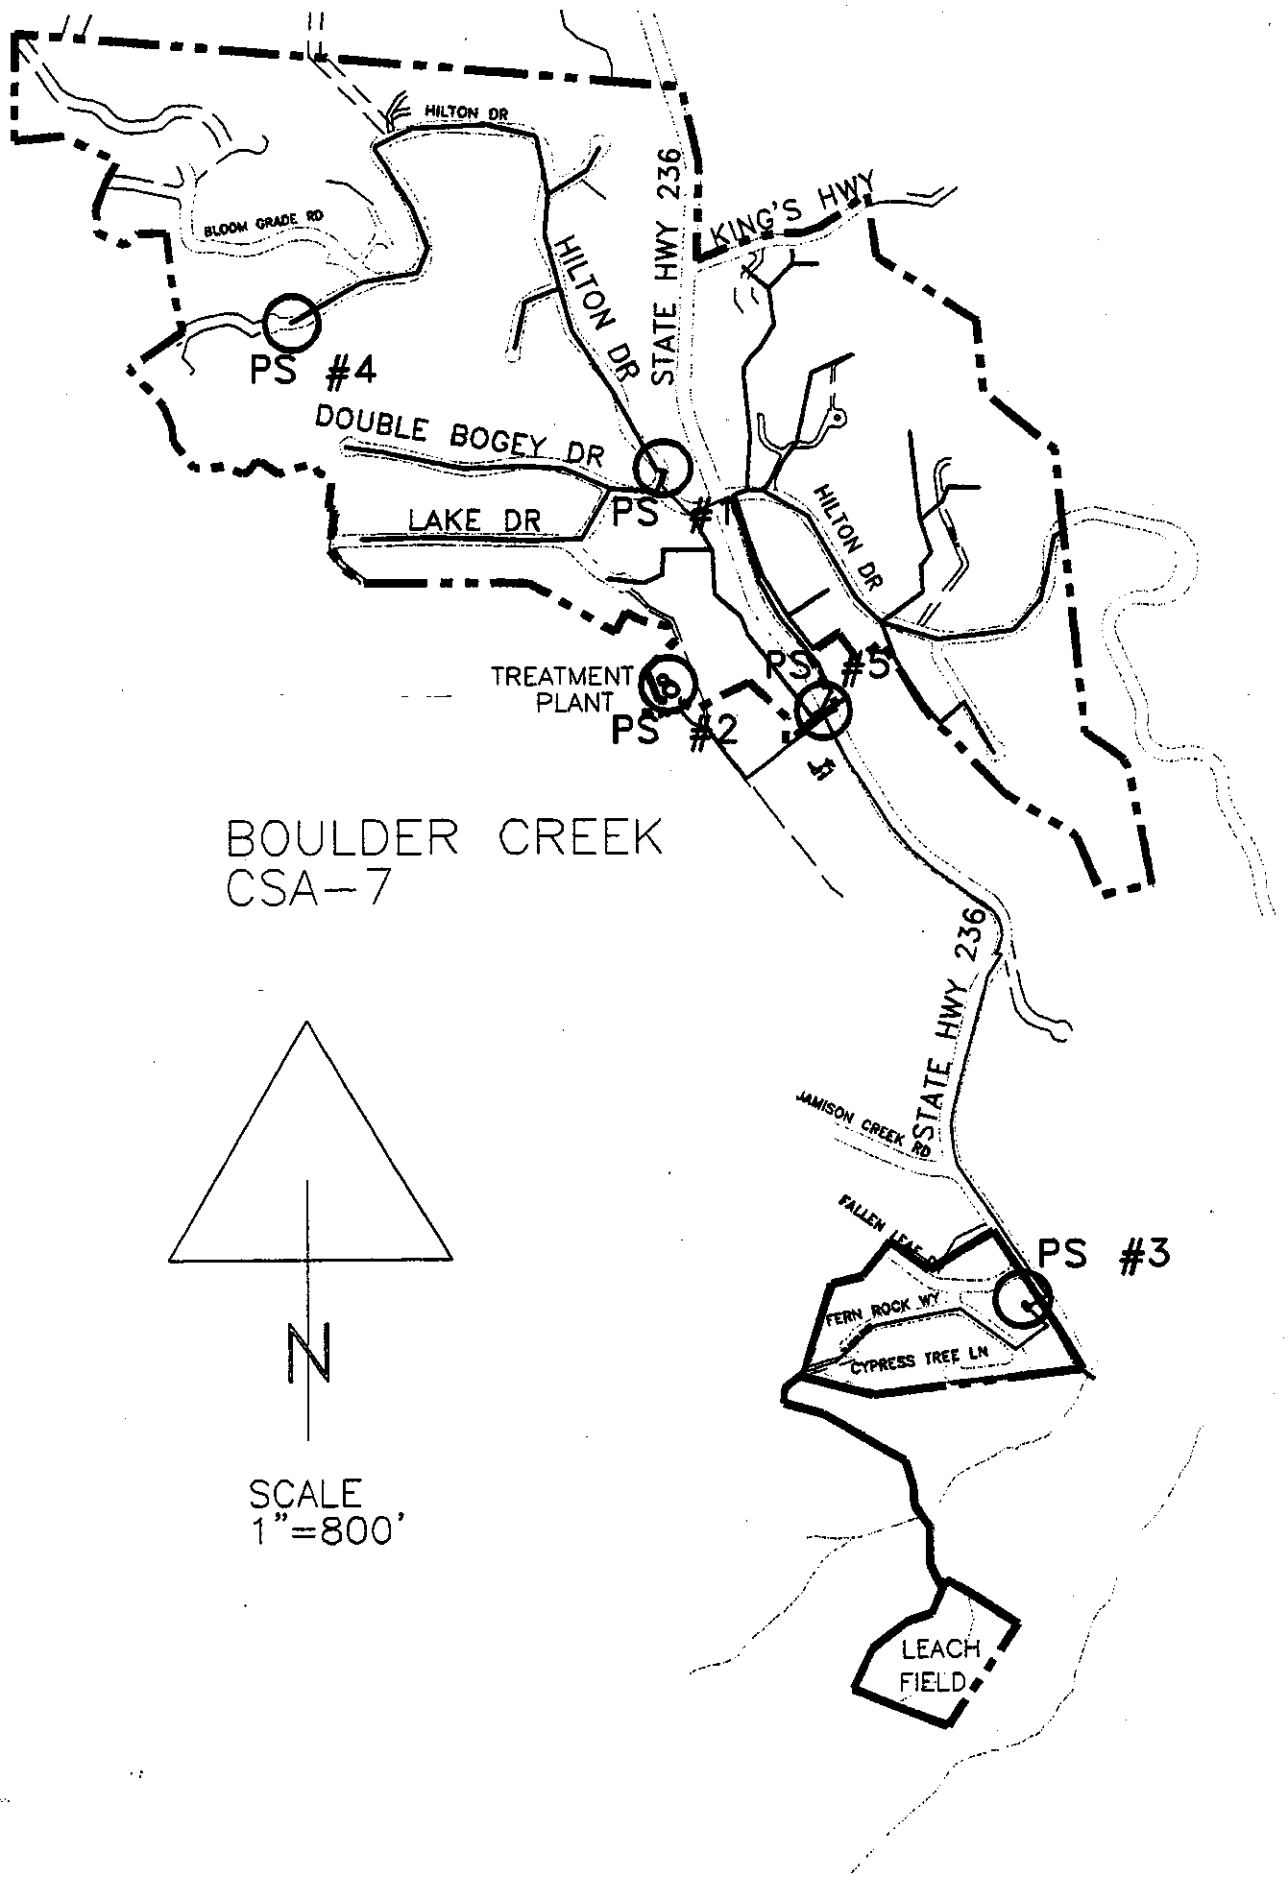 HILTON DR
STATE HWY 236
KING'S HWY
BLOOM GRADE RD
HILTON DR
PS #4
DOUBLE BOGEY DR
PS #1
LAKE DR
HILTON DR
TREATMENT
PLANT
PS #5
PS #2
BOULDER CREEK
CSA-7
STATE HWY 236
JAMISON CREEK RD
FALLEN LEAF
PS #3
FERN ROCK WY
CYPRESS TREE LN
N
SCALE
1"=800'
LEACH
FIELD